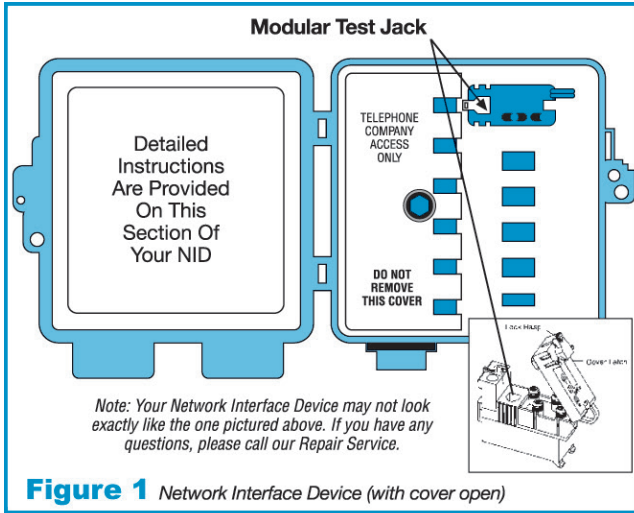 Modular Test Jack
Detailed
Instructions
Are Provided
On This
Section Of
Your NID
TELEPHONE
COMPANY
ACCESS
ONLY
DO NOT
REMOVE
THIS COVER
Lock Hasp
Cover Latch
Note: Your Network Interface Device may not look
exactly like the one pictured above. If you have any
questions, please call our Repair Service.
Figure 1 Network Interface Device (with cover open)